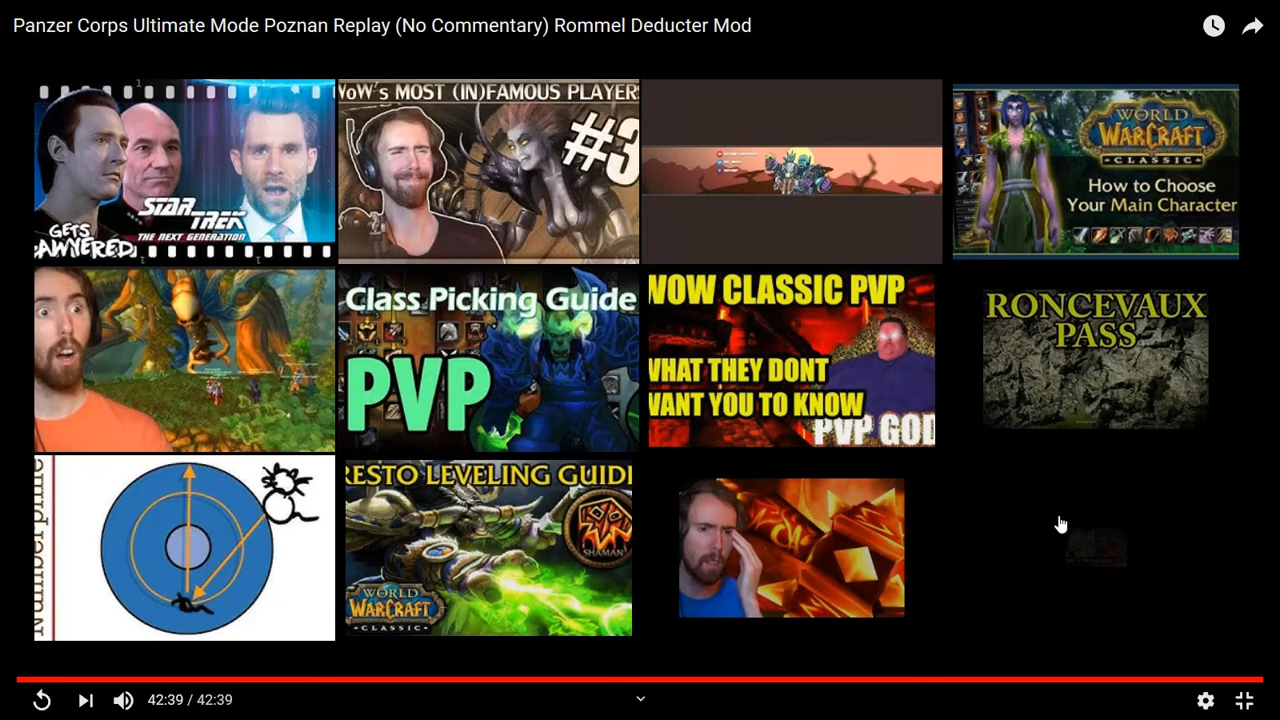 Panzer Corps Ultimate Mode Poznan Replay (No Commentary) Rommel Deducter Mod
STAR TREK
THE NEXT GENERATION
GETS
AWYERED
WoW's MOST (IN)FAMOUS PLAYER
#3
WORLD
WARCRAFT
CLASSIC
How to Choose
Your Main Character
Class Picking Guide
PVP
WOW CLASSIC PVP
WHAT THEY DONT
WANT YOU TO KNOW
PVP GOD
RONCEVAUX
PASS
Numberphile
RESTO LEVELING GUIDE
SHAMAN
WORLD
WARCRAFT
CLASSIC
42:39 / 42:39